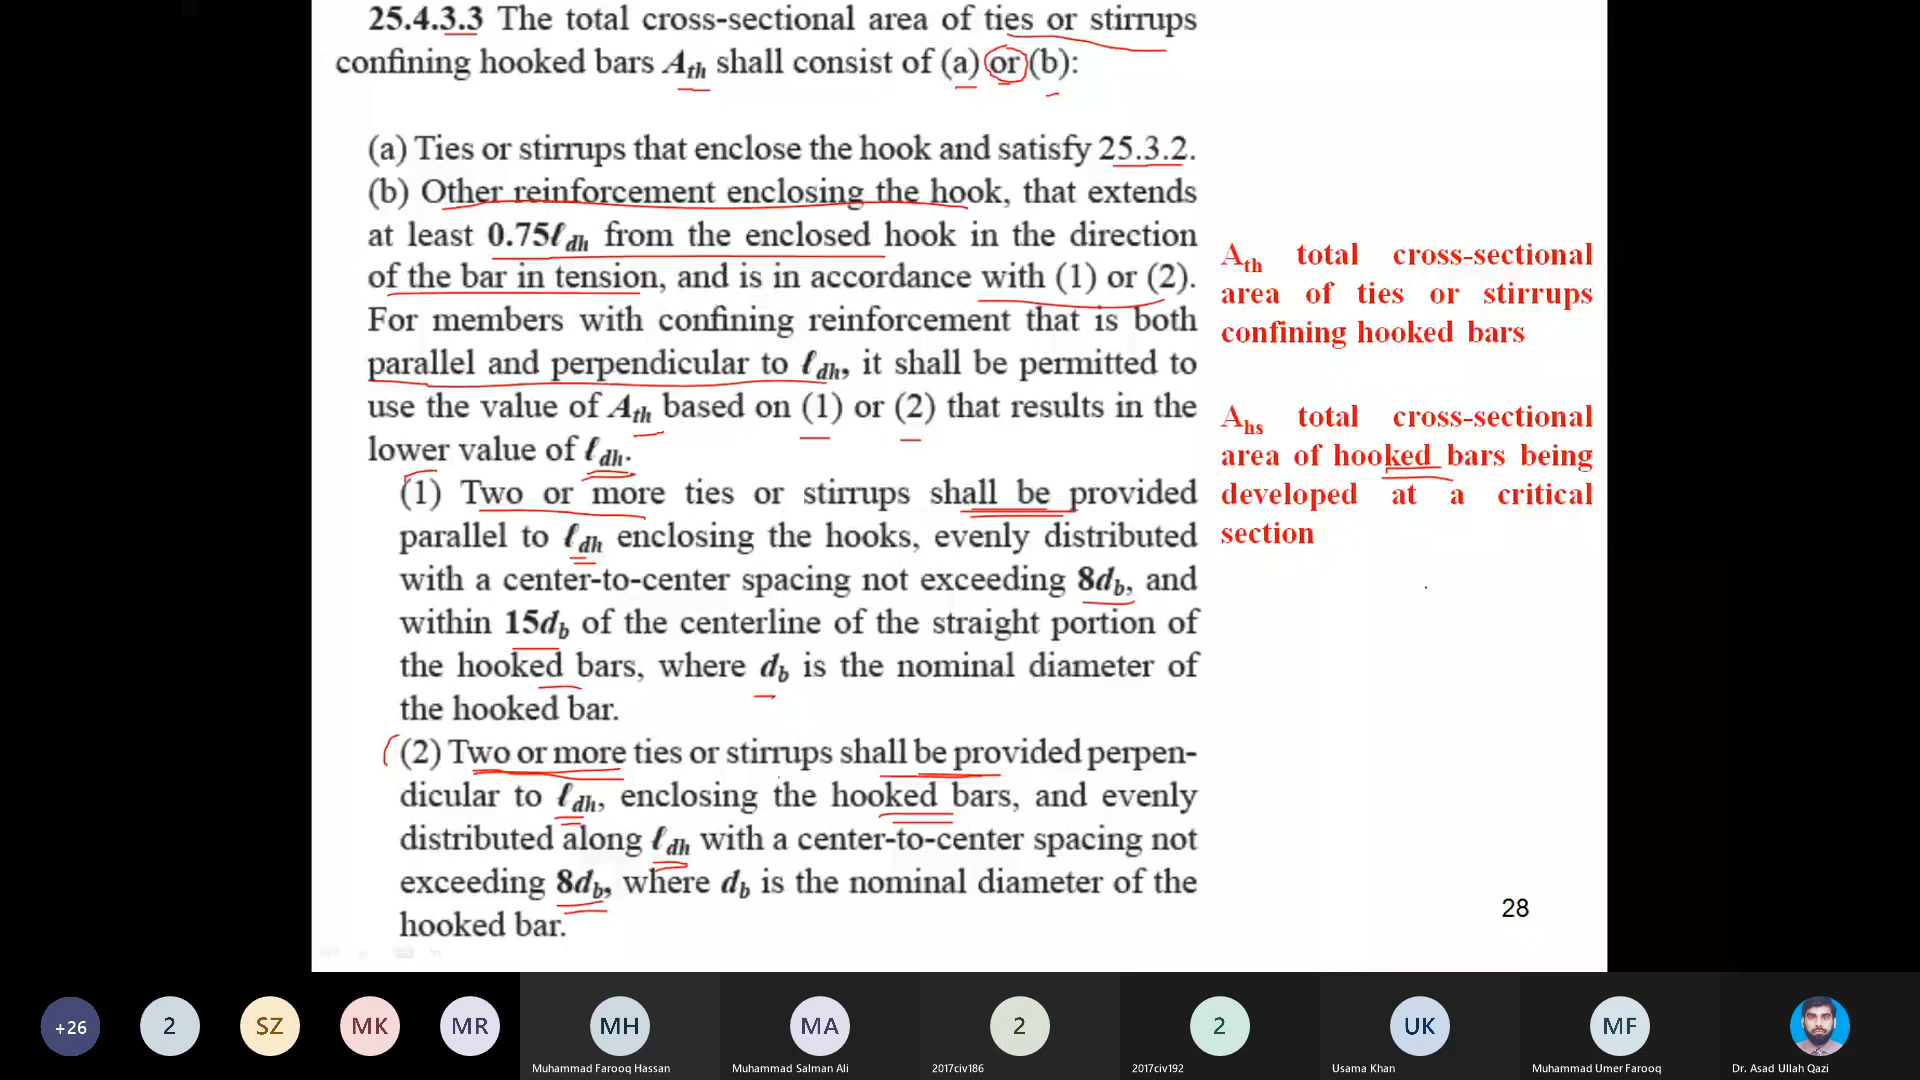 25.4.3.3 The total cross-sectional area of ties or stirrups
confining hooked bars Ath shall consist of (a) or (b):
(a) Ties or stirrups that enclose the hook and satisfy 25.3.2.
(b) Other reinforcement enclosing the hook, that extends
at least 0.75ℓdh from the enclosed hook in the direction
of the bar in tension, and is in accordance with (1) or (2).
For members with confining reinforcement that is both
parallel and perpendicular to ℓdh, it shall be permitted to
use the value of Ath based on (1) or (2) that results in the
lower value of ℓdh.
(1) Two or more ties or stirrups shall be provided
parallel to ℓdh enclosing the hooks, evenly distributed
with a center-to-center spacing not exceeding 8db, and
within 15db of the centerline of the straight portion of
the hooked bars, where db is the nominal diameter of
the hooked bar.
(2) Two or more ties or stirrups shall be provided perpen-
dicular to ℓdh, enclosing the hooked bars, and evenly
distributed along ℓdh with a center-to-center spacing not
exceeding 8db, where db is the nominal diameter of the
hooked bar.
Ath total cross-sectional
area of ties or stirrups
confining hooked bars
Ahs total cross-sectional
area of hooked bars being
developed at a critical
section
28
+26 2 SZ MK MR MH MA 2 2 UK MF
Muhammad Farooq Hassan Muhammad Salman Ali 2017civ186 2017civ192 Usama Khan Muhammad Umer Farooq Dr. Asad Ullah Qazi